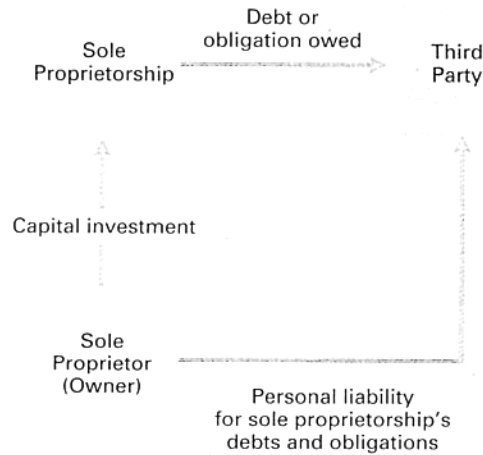 Debt or
obligation owed
Sole
Proprietorship
Third
Party
Capital investment
Sole
Proprietor
(Owner)
Personal liability
for sole proprietorship's
debts and obligations